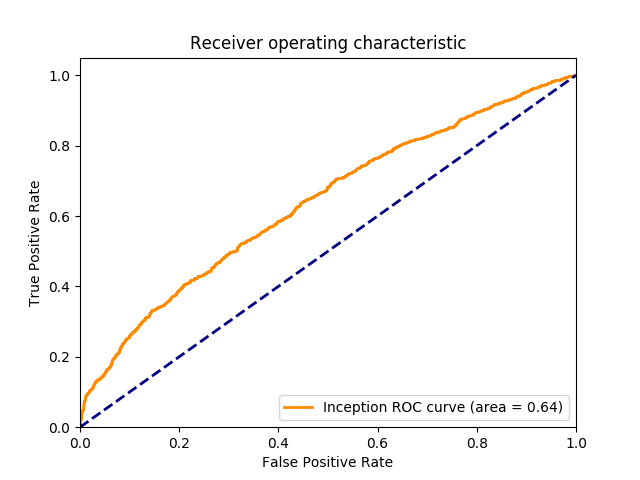 Receiver operating characteristic
True Positive Rate
1.0
0.8
0.6
0.4
0.2
0.0
Inception ROC curve (area = 0.64)
0.0 0.2 0.4 0.6 0.8 1.0
False Positive Rate